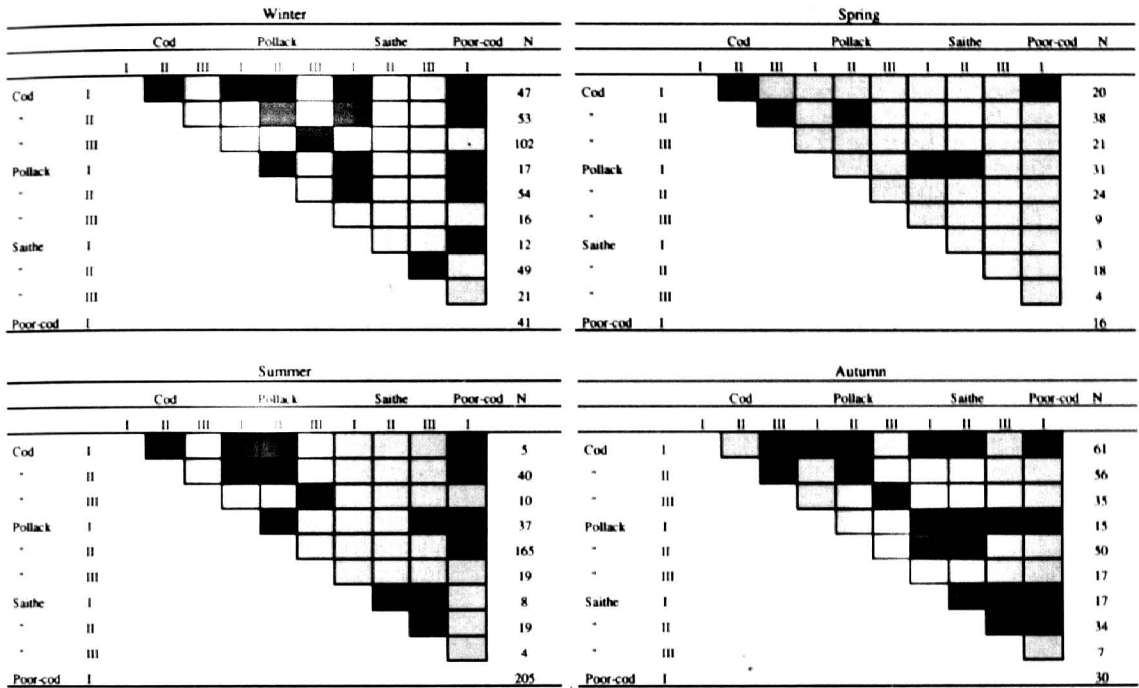 Winter
Cod Pollack Saithe Poor-cod N
I II III I II III I II III I
Cod I 47
" II 53
" III 102
Pollack I 17
" II 54
" III 16
Saithe I 12
" II 49
" III 21
Poor-cod I 41
Spring
Cod Pollack Saithe Poor-cod N
I II III I II III I II III I
Cod I 20
" II 38
" III 21
Pollack I 31
" II 24
" III 9
Saithe I 3
" II 18
" III 4
Poor-cod I 16
Summer
Cod Pollack Saithe Poor-cod N
I II III I II III I II III I
Cod I 5
" II 40
" III 10
Pollack I 37
" II 165
" III 19
Saithe I 8
" II 19
" III 4
Poor-cod I 205
Autumn
Cod Pollack Saithe Poor-cod N
I II III I II III I II III I
Cod I 61
" II 56
" III 35
Pollack I 15
" II 50
" III 17
Saithe I 17
" II 34
" III 7
Poor-cod I 30